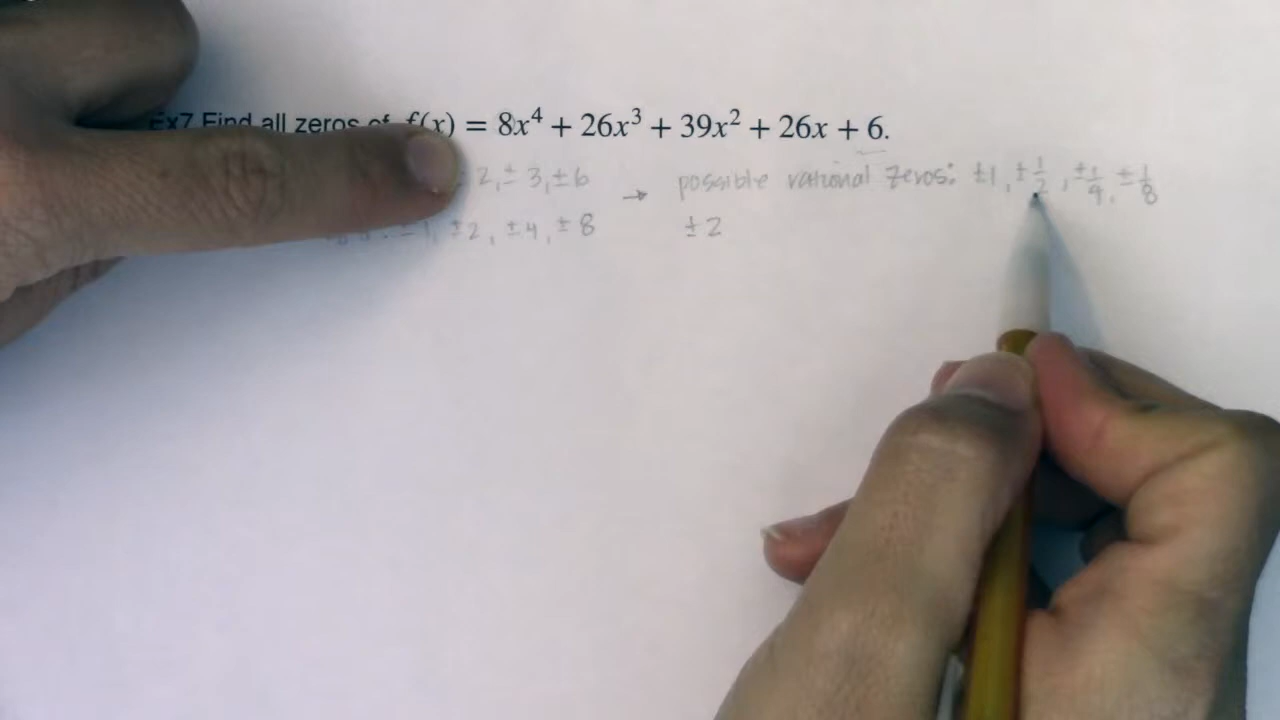 Ex7 Find all zeros of f(x) = 8x⁴ + 26x³ + 39x² + 26x + 6.
2, ± 3, ±6 → possible rational zeros: ±1, ±1/2, ±1/4, ±1/8
±1, ±2, ±4, ±8 ±2